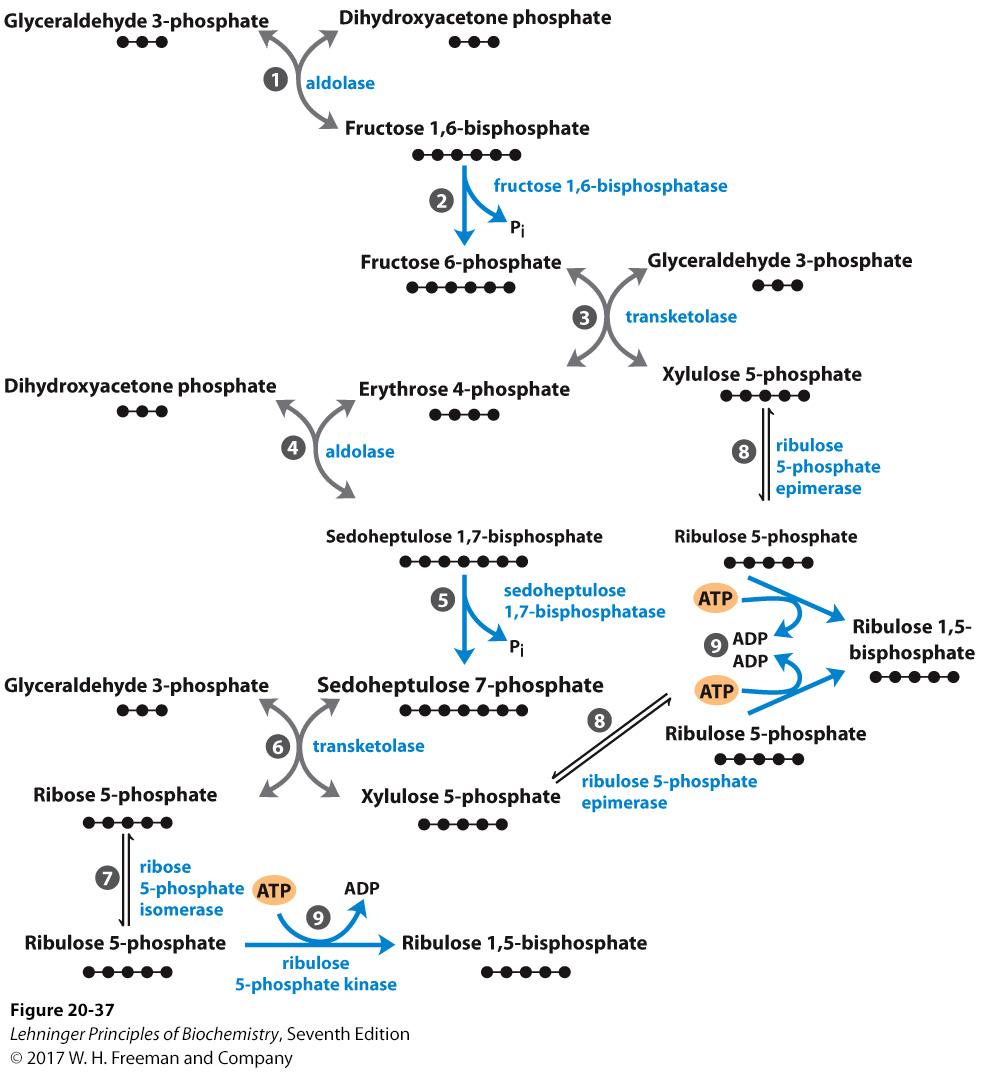 Glyceraldehyde 3-phosphate
Dihydroxyacetone phosphate
1
aldolase
Fructose 1,6-bisphosphate
2
fructose 1,6-bisphosphatase
Pi
Fructose 6-phosphate
Glyceraldehyde 3-phosphate
3
transketolase
Dihydroxyacetone phosphate
Erythrose 4-phosphate
Xylulose 5-phosphate
4
aldolase
8
ribulose
5-phosphate
epimerase
Sedoheptulose 1,7-bisphosphate
Ribulose 5-phosphate
5
sedoheptulose
1,7-bisphosphatase
Pi
ATP
9
ADP
ADP
ATP
Ribulose 1,5-
bisphosphate
Glyceraldehyde 3-phosphate
Sedoheptulose 7-phosphate
6
transketolase
8
ribulose 5-phosphate
epimerase
Ribulose 5-phosphate
Ribose 5-phosphate
Xylulose 5-phosphate
7
ribose
5-phosphate
isomerase
ATP
9
ADP
Ribulose 5-phosphate
Ribulose 1,5-bisphosphate
ribulose
5-phosphate kinase
Figure 20-37
Lehninger Principles of Biochemistry, Seventh Edition
© 2017 W. H. Freeman and Company